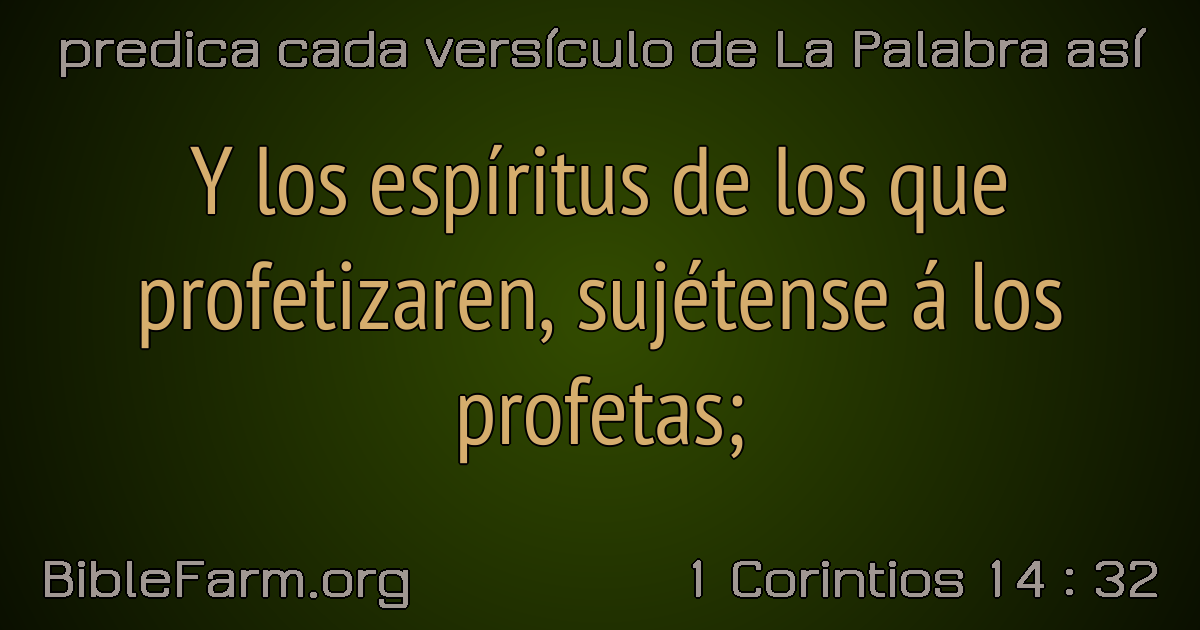 predica cada versículo de La Palabra así
Y los espíritus de los que
profetizaren, sujétense á los
profetas;
BibleFarm.org
1 Corintios 14 : 32